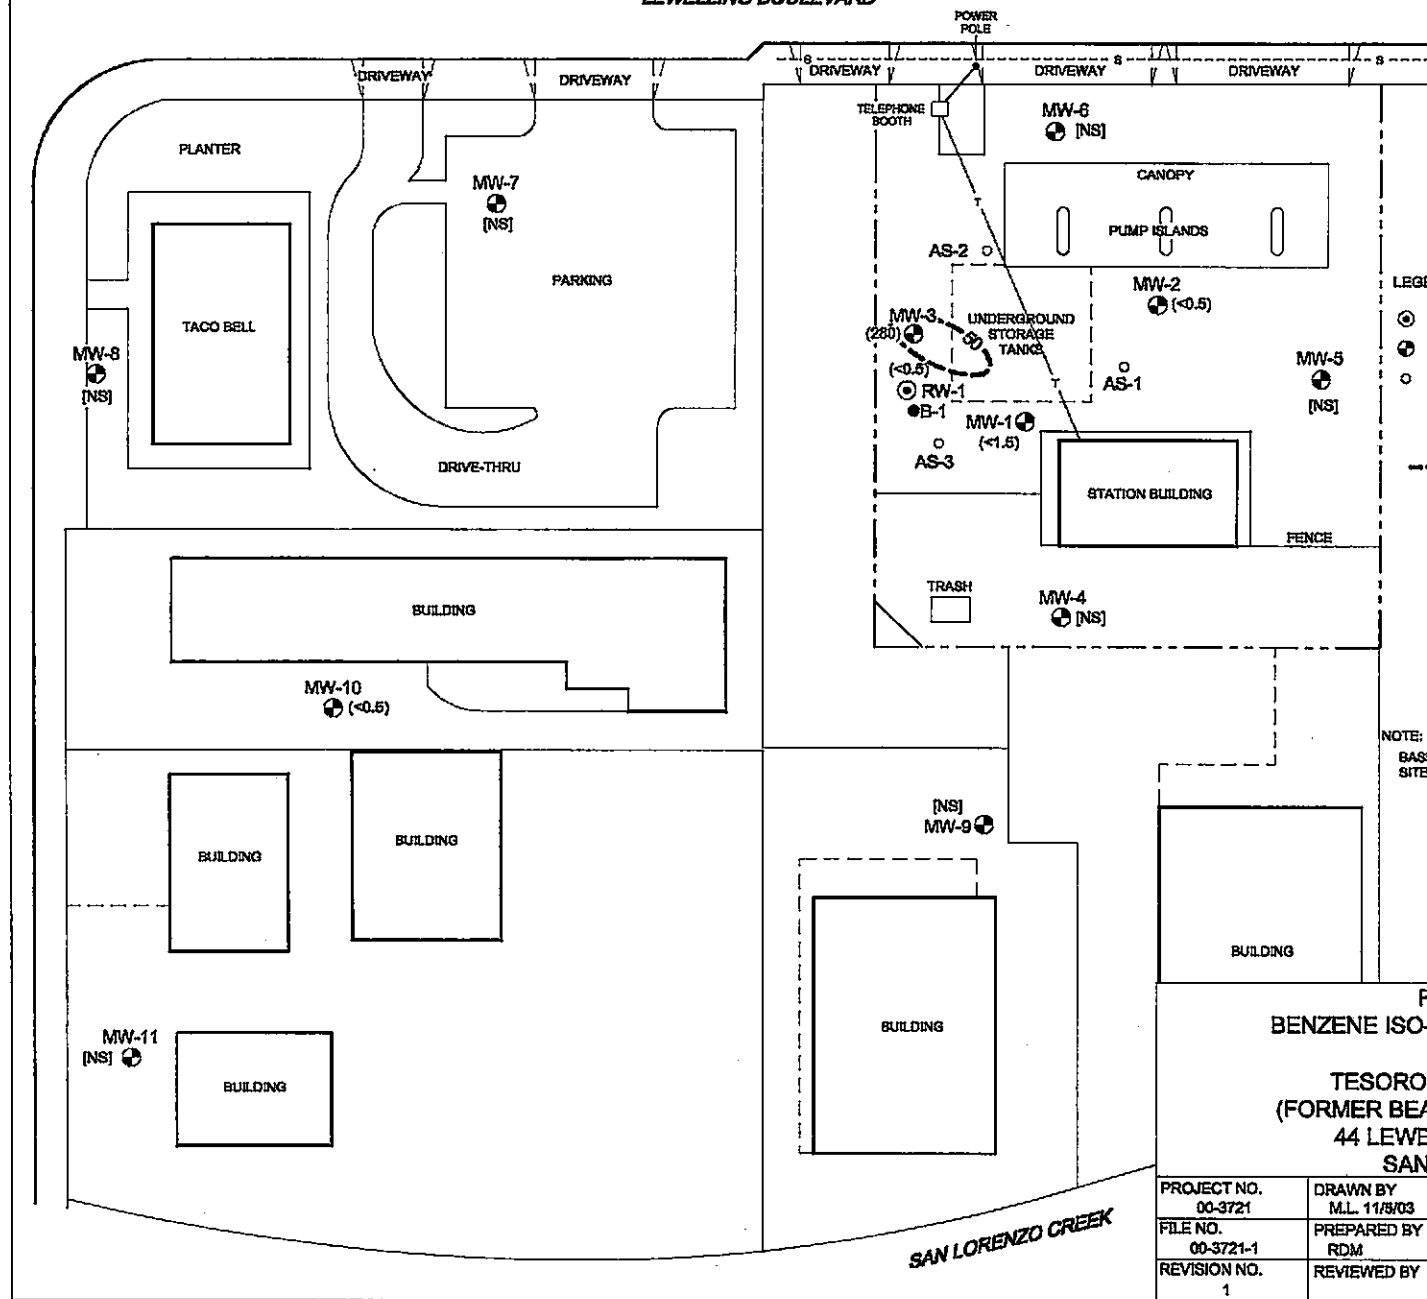 LEWELLING BOULEVARD
POWER
POLE
S
S
S
DRIVEWAY
DRIVEWAY
DRIVEWAY
DRIVEWAY
DRIVEWAY
TELEPHONE
BOOTH
MW-6
[NS]
PLANTER
CANOPY
MW-7
[NS]
T
PUMP ISLANDS
AS-2
PARKING
MW-2
(<0.5)
LEGE
TACO BELL
MW-3
(280)
UNDERGROUND
STORAGE
TANKS
50
MW-8
[NS]
(<0.5)
RW-1
B-1
T
AS-1
MW-5
[NS]
MW-1
(<1.5)
AS-3
DRIVE-THRU
STATION BUILDING
FENCE
TRASH
MW-4
[NS]
BUILDING
MW-10
(<0.5)
NOTE:
BAS
SITE
[NS]
MW-9
BUILDING
BUILDING
BUILDING
BUILDING
MW-11
[NS]
BUILDING
BENZENE ISO-
TESORO
(FORMER BEA
44 LEWE
SAN
SAN LORENZO CREEK
PROJECT NO.
00-3721
DRAWN BY
M.L. 11/5/03
FILE NO.
00-3721-1
PREPARED BY
RDM
REVISION NO.
1
REVIEWED BY